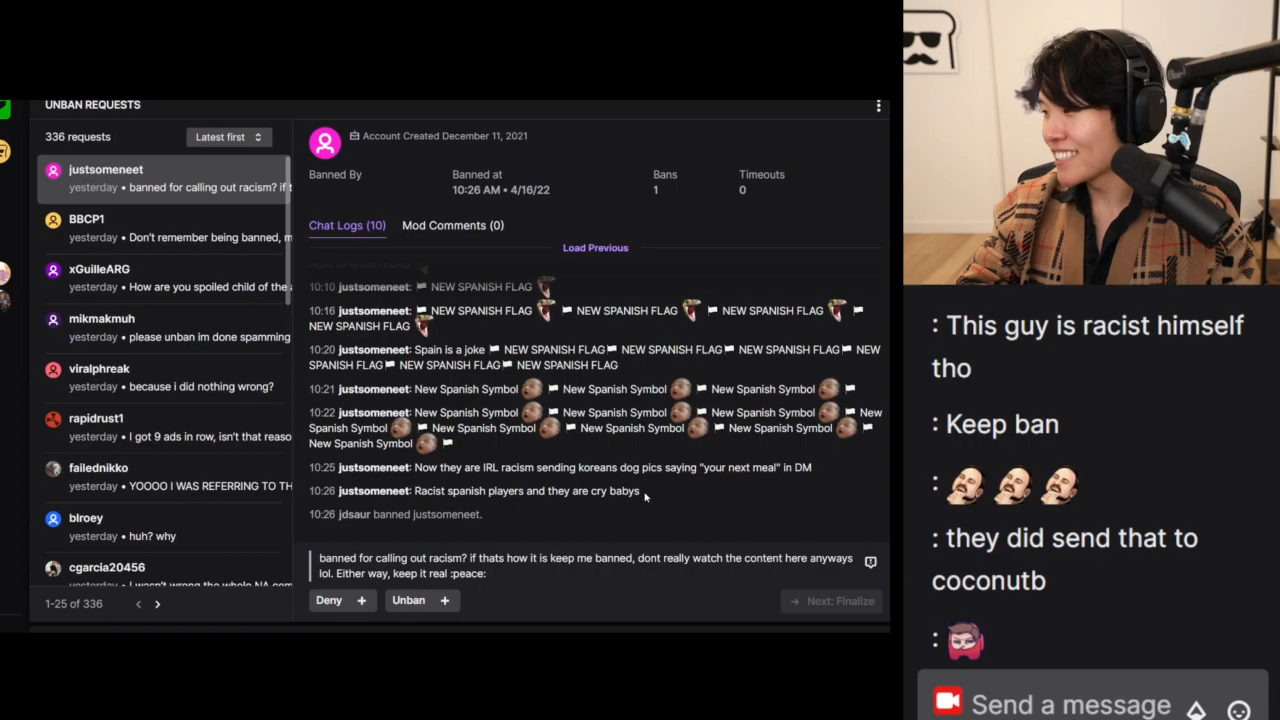 UNBAN REQUESTS
336 requests
Latest first
justsomeneet
yesterday • banned for calling out racism? if t
BBCP1
yesterday • Don't remember being banned, m
xGuilleARG
yesterday • How are you spoiled child of the
mikmakmuh
yesterday • please unban im done spamming
viralphreak
yesterday • because i did nothing wrong?
rapidrust1
yesterday • I got 9 ads in row, isn't that reaso
failednikko
yesterday • YOOOO I WAS REFERRING TO TH
blroey
yesterday • huh? why
cgarcia20456
yesterday • I wasn't wrong the whole NA com
1-25 of 336
Account Created December 11, 2021
Banned By
Banned at
Bans
Timeouts
10:26 AM • 4/16/22
1
0
Chat Logs (10)
Mod Comments (0)
Load Previous
NEW SPANISH FLAG
10:10 justsomeneet: NEW SPANISH FLAG
10:16 justsomeneet: NEW SPANISH FLAG NEW SPANISH FLAG NEW SPANISH FLAG
NEW SPANISH FLAG
10:20 justsomeneet: Spain is a joke NEW SPANISH FLAG NEW SPANISH FLAG NEW SPANISH FLAG NEW
SPANISH FLAG NEW SPANISH FLAG NEW SPANISH FLAG
10:21 justsomeneet: New Spanish Symbol New Spanish Symbol New Spanish Symbol
10:22 justsomeneet: New Spanish Symbol New Spanish Symbol New Spanish Symbol New
Spanish Symbol New Spanish Symbol New Spanish Symbol New Spanish Symbol
New Spanish Symbol
10:25 justsomeneet: Now they are IRL racism sending koreans dog pics saying "your next meal" in DM
10:26 justsomeneet: Racist spanish players and they are cry babys
10:26 jdsaur banned justsomeneet.
banned for calling out racism? if thats how it is keep me banned, dont really watch the content here anyways
lol. Either way, keep it real :peace:
Deny +
Unban +
Next: Finalize
: This guy is racist himself
tho
: Keep ban
:
: they did send that to
coconutb
:
Send a message